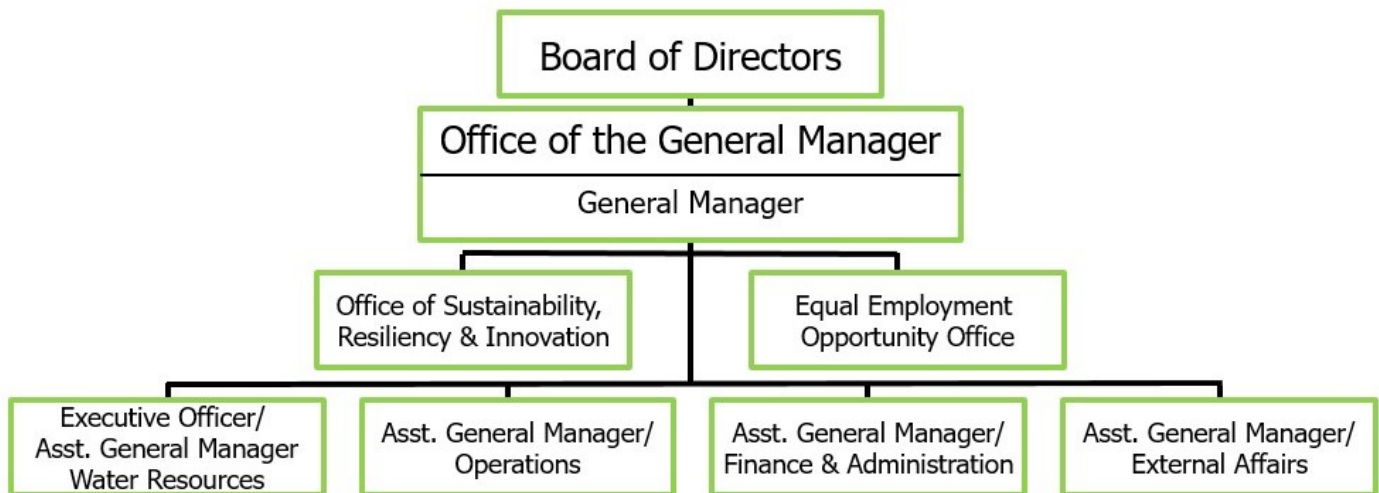 Board of Directors
Office of the General Manager
General Manager
Office of Sustainability,
Resiliency & Innovation
Equal Employment
Opportunity Office
Executive Officer/
Asst. General Manager
Water Resources
Asst. General Manager/
Operations
Asst. General Manager/
Finance & Administration
Asst. General Manager/
External Affairs